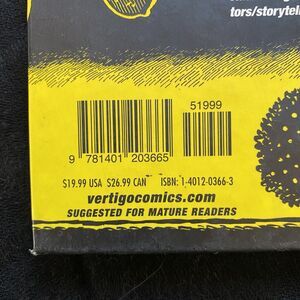 tors/storytell
51999
9 781401 203665
$19.99 USA $26.99 CAN ISBN: 1-4012-0366-3
vertigocomics.com
SUGGESTED FOR MATURE READERS